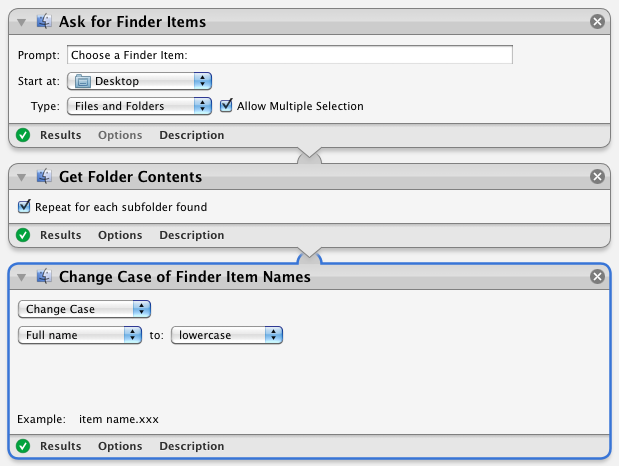 Ask for Finder Items
Prompt: Choose a Finder Item:
Start at: Desktop
Type: Files and Folders Allow Multiple Selection
Results Options Description
Get Folder Contents
Repeat for each subfolder found
Results Options Description
Change Case of Finder Item Names
Change Case
Full name to: lowercase
Example: item name.xxx
Results Options Description